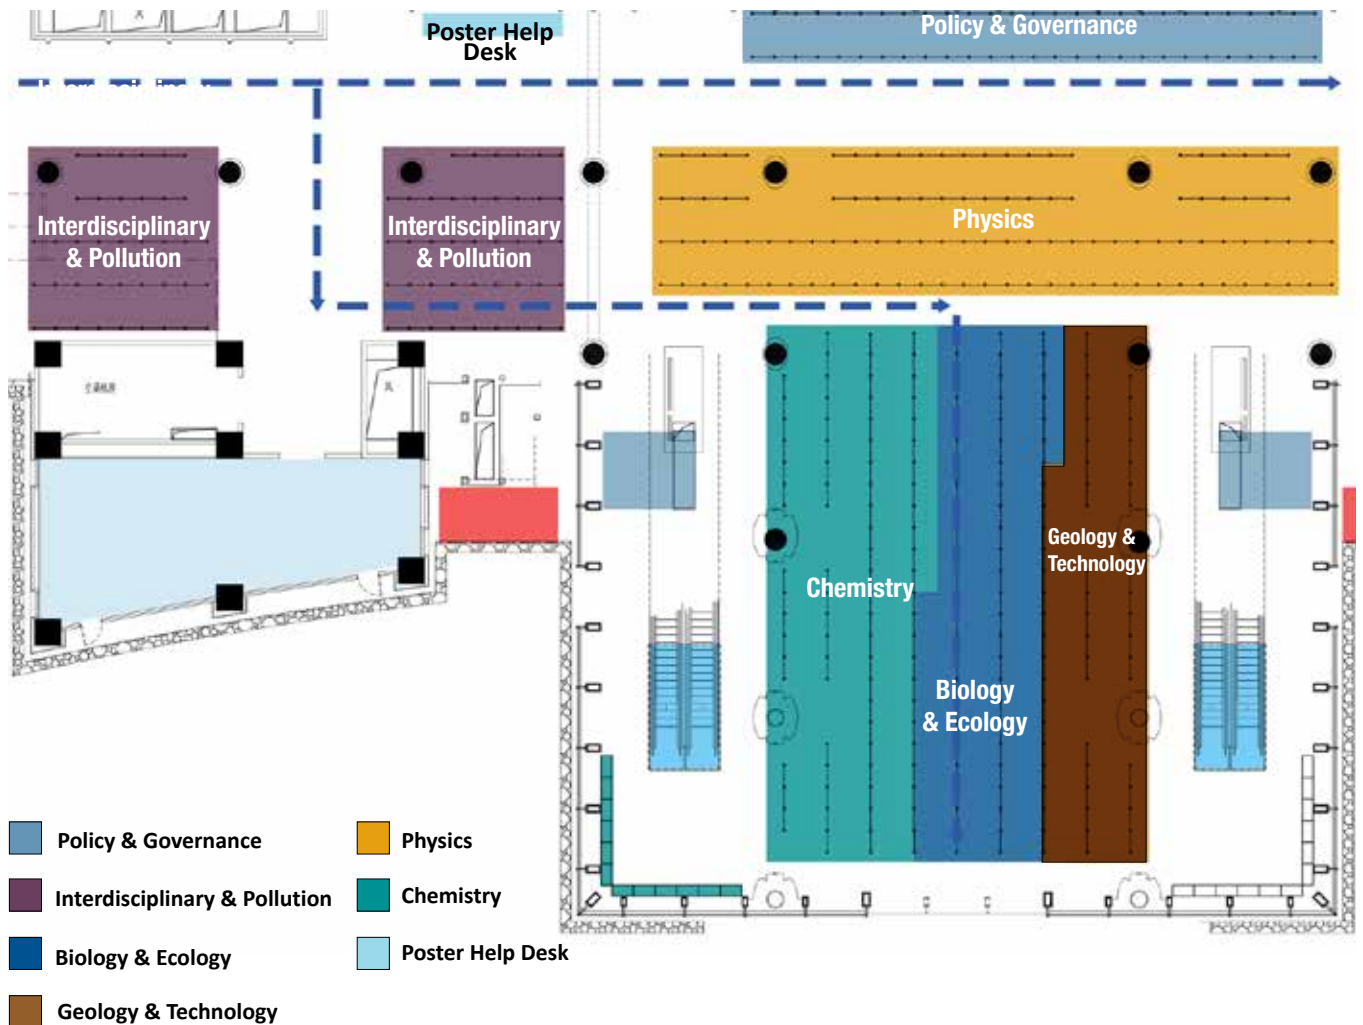 Poster Help
Desk
Policy & Governance
Interdisciplinary
Interdisciplinary
& Pollution
Interdisciplinary
& Pollution
Physics
Geology &
Technology
Chemistry
Biology
& Ecology
Policy & Governance
Physics
Interdisciplinary & Pollution
Chemistry
Biology & Ecology
Poster Help Desk
Geology & Technology